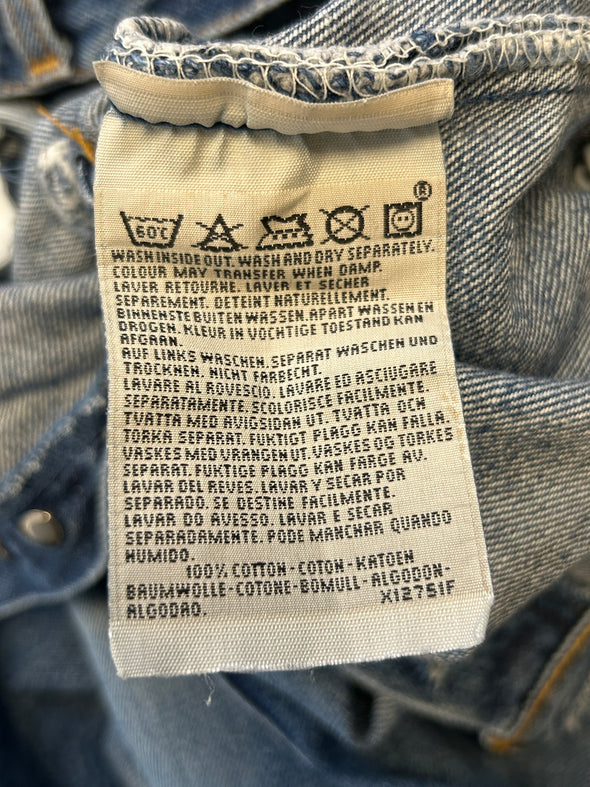 ®
60°C
WASH INSIDE OUT. WASH AND DRY SEPARATELY.
COLOUR MAY TRANSFER WHEN DAMP.
LAVER RETOURNE. LAVER ET SECHER
SEPAREMENT. DETEINT NATURELLEMENT.
BINNENSTE BUITEN WASSEN. APART WASSEN EN
DROGEN. KLEUR IN VOCHTIGE TOESTAND KAN
AFGAAN.
AUF LINKS WASCHEN. SEPARAT WASCHEN UND
TROCKNEN. NICHT FARBECHT.
LAVARE AL ROVESCIO. LAVARE ED ASCIUGARE
SEPARATAMENTE. SCOLORISCE FACILMENTE.
TVATTA MED AVIGSIDAN UT. TVATTA OCH
TORKA SEPARAT. FUKTIGT PLAGG KAN FALLA.
VASKES MED VRANGEN UT. VASKES OG TORKES
SEPARAT. FUKTIGE PLAGG KAN FARGE AV.
LAVAR DEL REVES. LAVAR Y SECAR POR
SEPARADO. SE DESTINE FACILMENTE.
LAVAR DO AVESSO. LAVAR E SECAR
SEPARADAMENTE. PODE MANCHAR QUANDO
HUMIDO.
100% COTTON-COTON-KATOEN
BAUMWOLLE-COTONE-BOMULL-ALGODON-
ALGODAO. X12751F